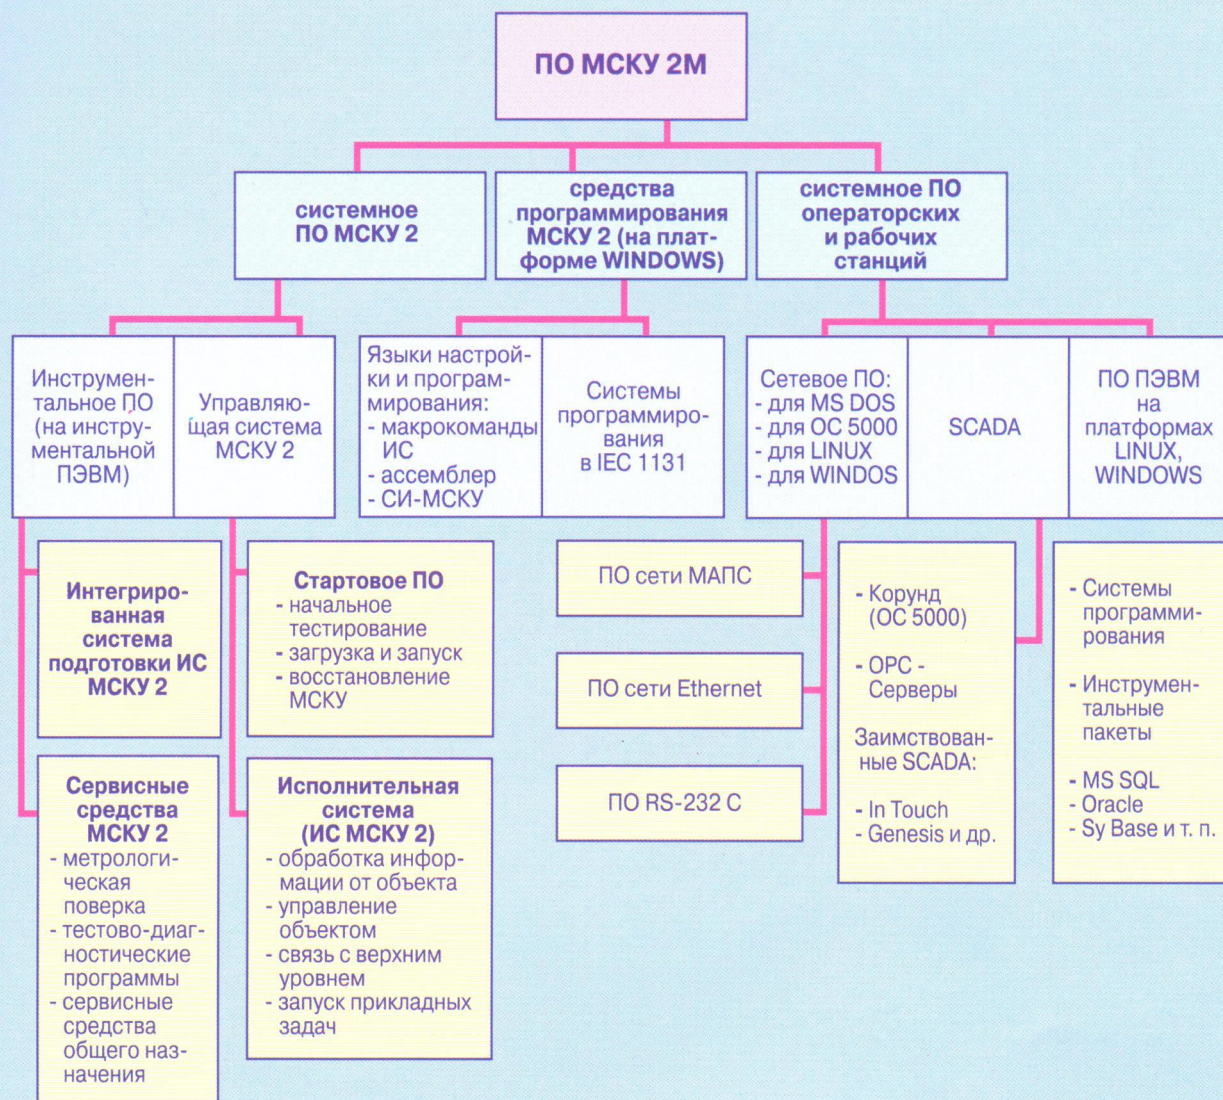 ПО МСКУ 2М
системное
ПО МСКУ 2
средства
программирования
МСКУ 2 (на плат-
форме WINDOWS)
системное ПО
операторских
и рабочих
станций
Инструмен-
тальное ПО
(на инстру-
ментальной
ПЭВМ)
Управляю-
щая система
МСКУ 2
Языки настрой-
ки и програм-
мирования:
- макрокоманды
ИС
- ассемблер
- СИ-МСКУ
Системы
программиро-
вания
в IEC 1131
Сетевое ПО:
- для MS DOS
- для ОС 5000
- для LINUX
- для WINDOS
SCADA
ПО ПЭВМ
на
платформах
LINUX,
WINDOWS
Интегриро-
ванная
система
подготовки ИС
МСКУ 2
Стартовое ПО
- начальное
тестирование
- загрузка и запуск
- восстановление
МСКУ
ПО сети МАПС
ПО сети Ethernet
ПО RS-232 С
- Корунд
(ОС 5000)
- OPC -
Серверы
Заимствован-
ные SCADA:
- In Touch
- Genesis и др.
- Системы
программи-
рования
- Инструмен-
тальные
пакеты
- MS SQL
- Oracle
- Sy Base и т. п.
Сервисные
средства
МСКУ 2
- метрологи-
ческая
поверка
- тестово-диаг-
ностические
программы
- сервисные
средства
общего наз-
начения
Исполнительная
система
(ИС МСКУ 2)
- обработка инфор-
мации от объекта
- управление
объектом
- связь с верхним
уровнем
- запуск прикладных
задач